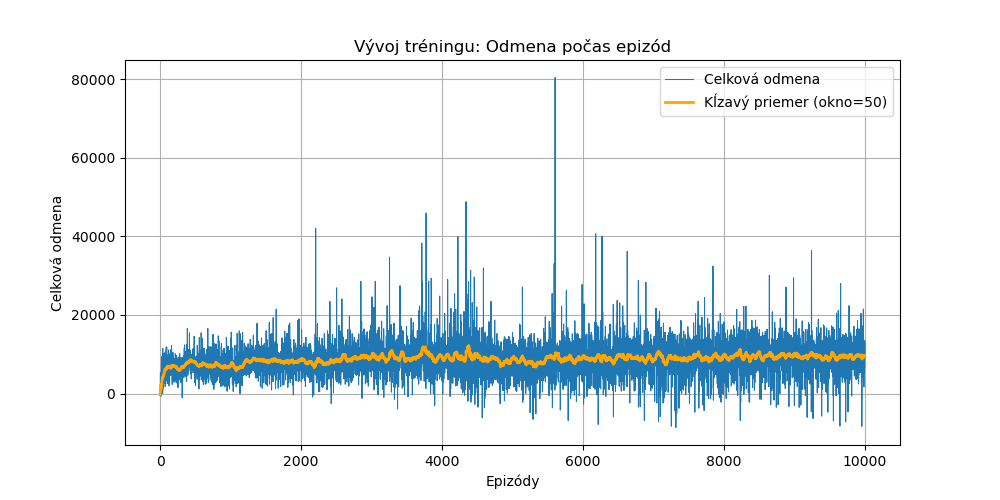 Vývoj tréningu: Odmena počas epizód
Celková odmena
Kĺzavý priemer (okno=50)
80000
60000
40000
20000
0
Celková odmena
0
2000
4000
6000
8000
10000
Epizódy